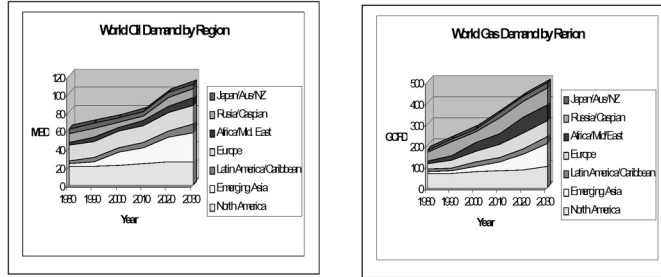 World Oil Demand by Region
120
100
80
60
40
20
0
MBD
1980 1990 2000 2010 2020 2030
Year
Japan/Aus/NZ
Rusia/Caspian
Africa/Mid. East
Europe
Latin America/Caribbean
Emerging Asia
North America
World Gas Demand by Rerion
500
400
300
200
100
0
GCFD
1980 1990 2000 2010 2020 2030
Year
Japan/Aus/NZ
Russia/Caspian
Africa/Mid'East
Europe
Latin America/Caribbean
Emerging Asia
North America